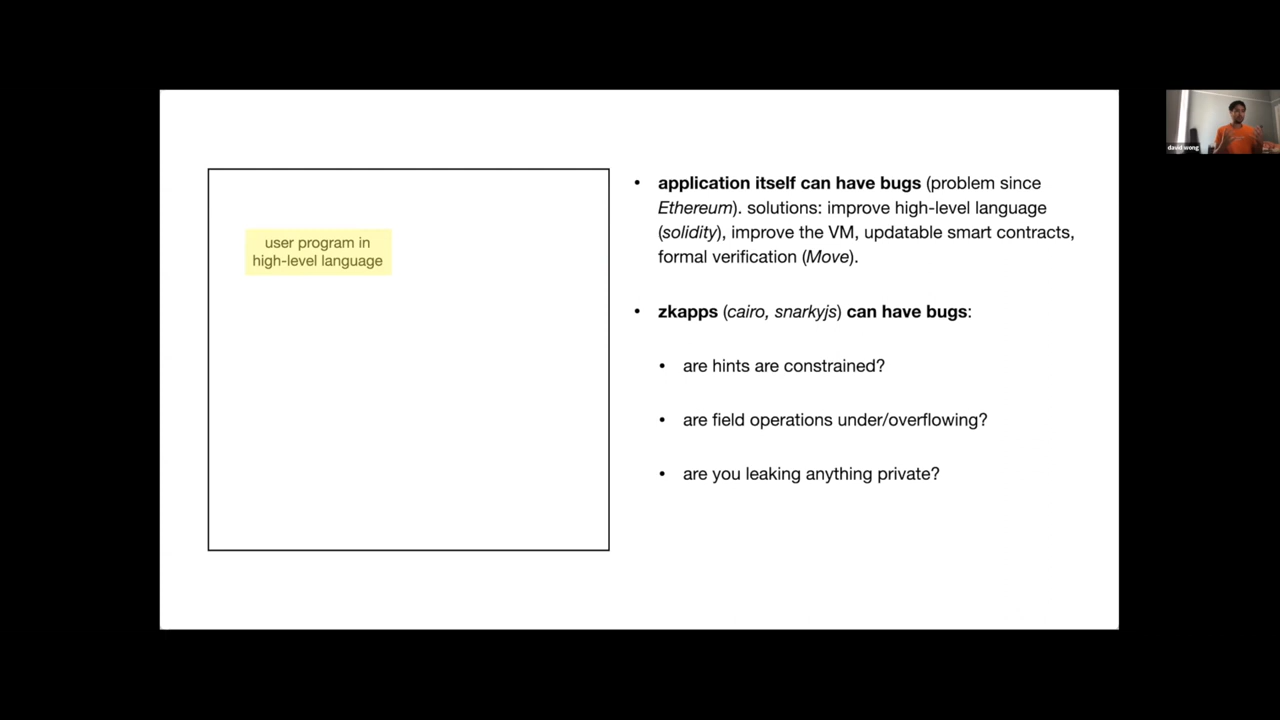 user program in
high-level language
• application itself can have bugs (problem since
Ethereum). solutions: improve high-level language
(solidity), improve the VM, updatable smart contracts,
formal verification (Move).
• zkapps (cairo, snarkyjs) can have bugs:
• are hints are constrained?
• are field operations under/overflowing?
• are you leaking anything private?
david wong